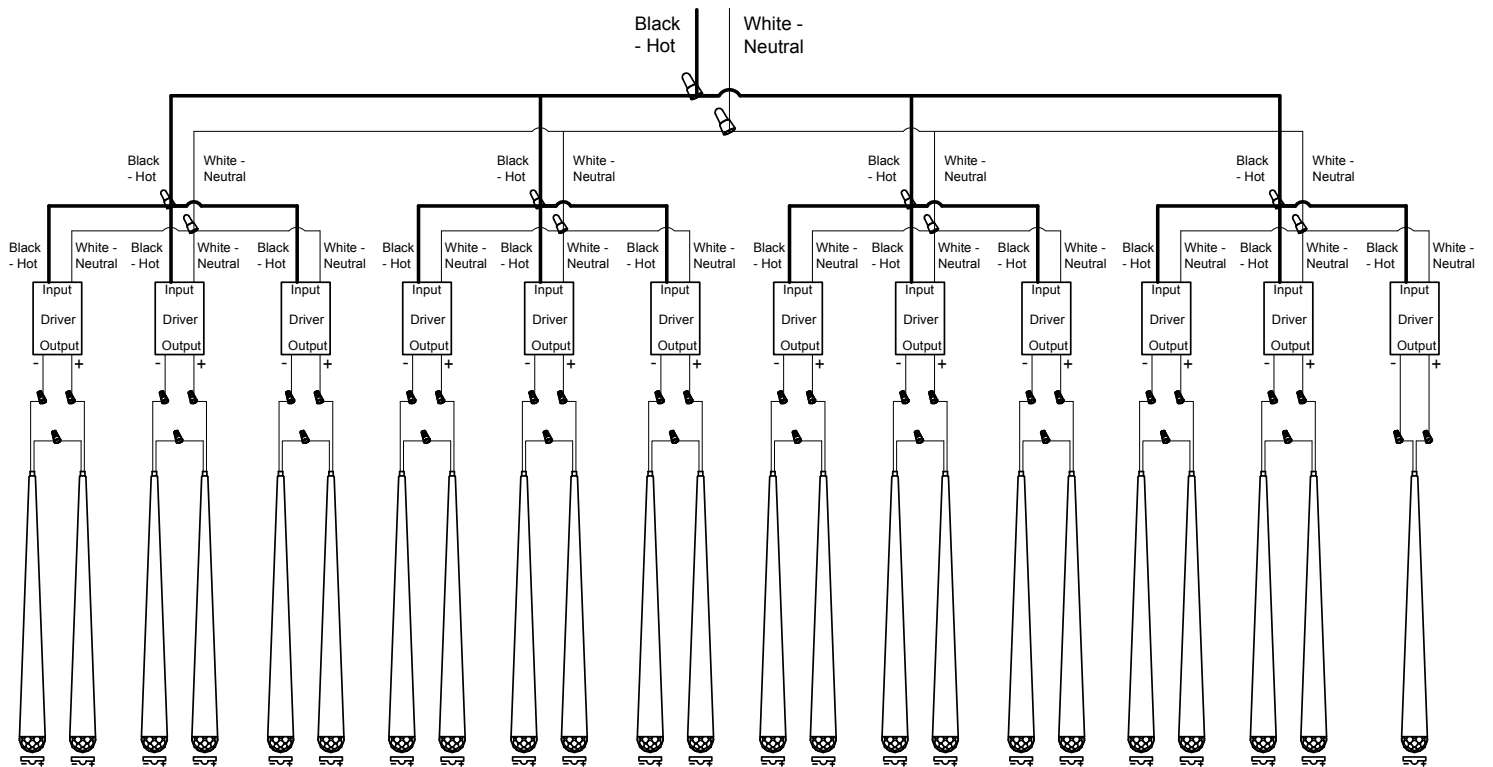 Black White -
- Hot Neutral
Black White - Black White - Black White - Black White -
- Hot Neutral - Hot Neutral - Hot Neutral - Hot Neutral
Black White - Black White - Black White - Black White - Black White - Black White - Black White - Black White - Black White - Black White - Black White - Black White -
- Hot Neutral - Hot Neutral - Hot Neutral - Hot Neutral - Hot Neutral - Hot Neutral - Hot Neutral - Hot Neutral - Hot Neutral - Hot Neutral - Hot Neutral - Hot Neutral
Input Input Input Input Input Input Input Input Input Input Input Input
Driver Driver Driver Driver Driver Driver Driver Driver Driver Driver Driver Driver
Output Output Output Output Output Output Output Output Output Output Output Output
- + - + - + - + - + - + - + - + - + - + - + - +